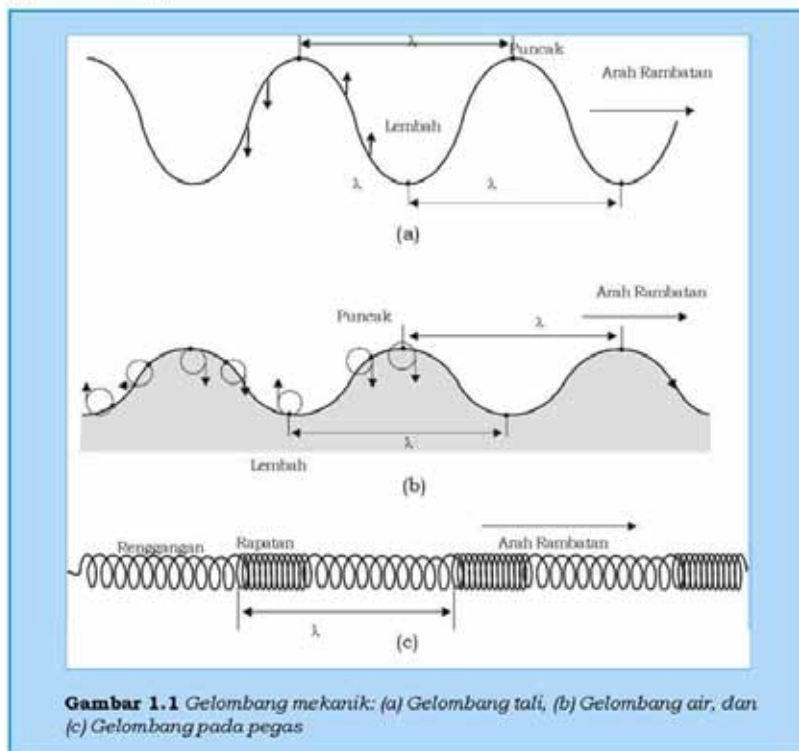 λ
Puncak
Arah Rambatan
Lembah
λ
λ
(a)
Arah Rambatan
Puncak
λ
λ
Lembah
(b)
Renggangan
Rapatan
Arah Rambatan
λ
(c)
Gambar 1.1 Gelombang mekanik: (a) Gelombang tali, (b) Gelombang air, dan
(c) Gelombang pada pegas